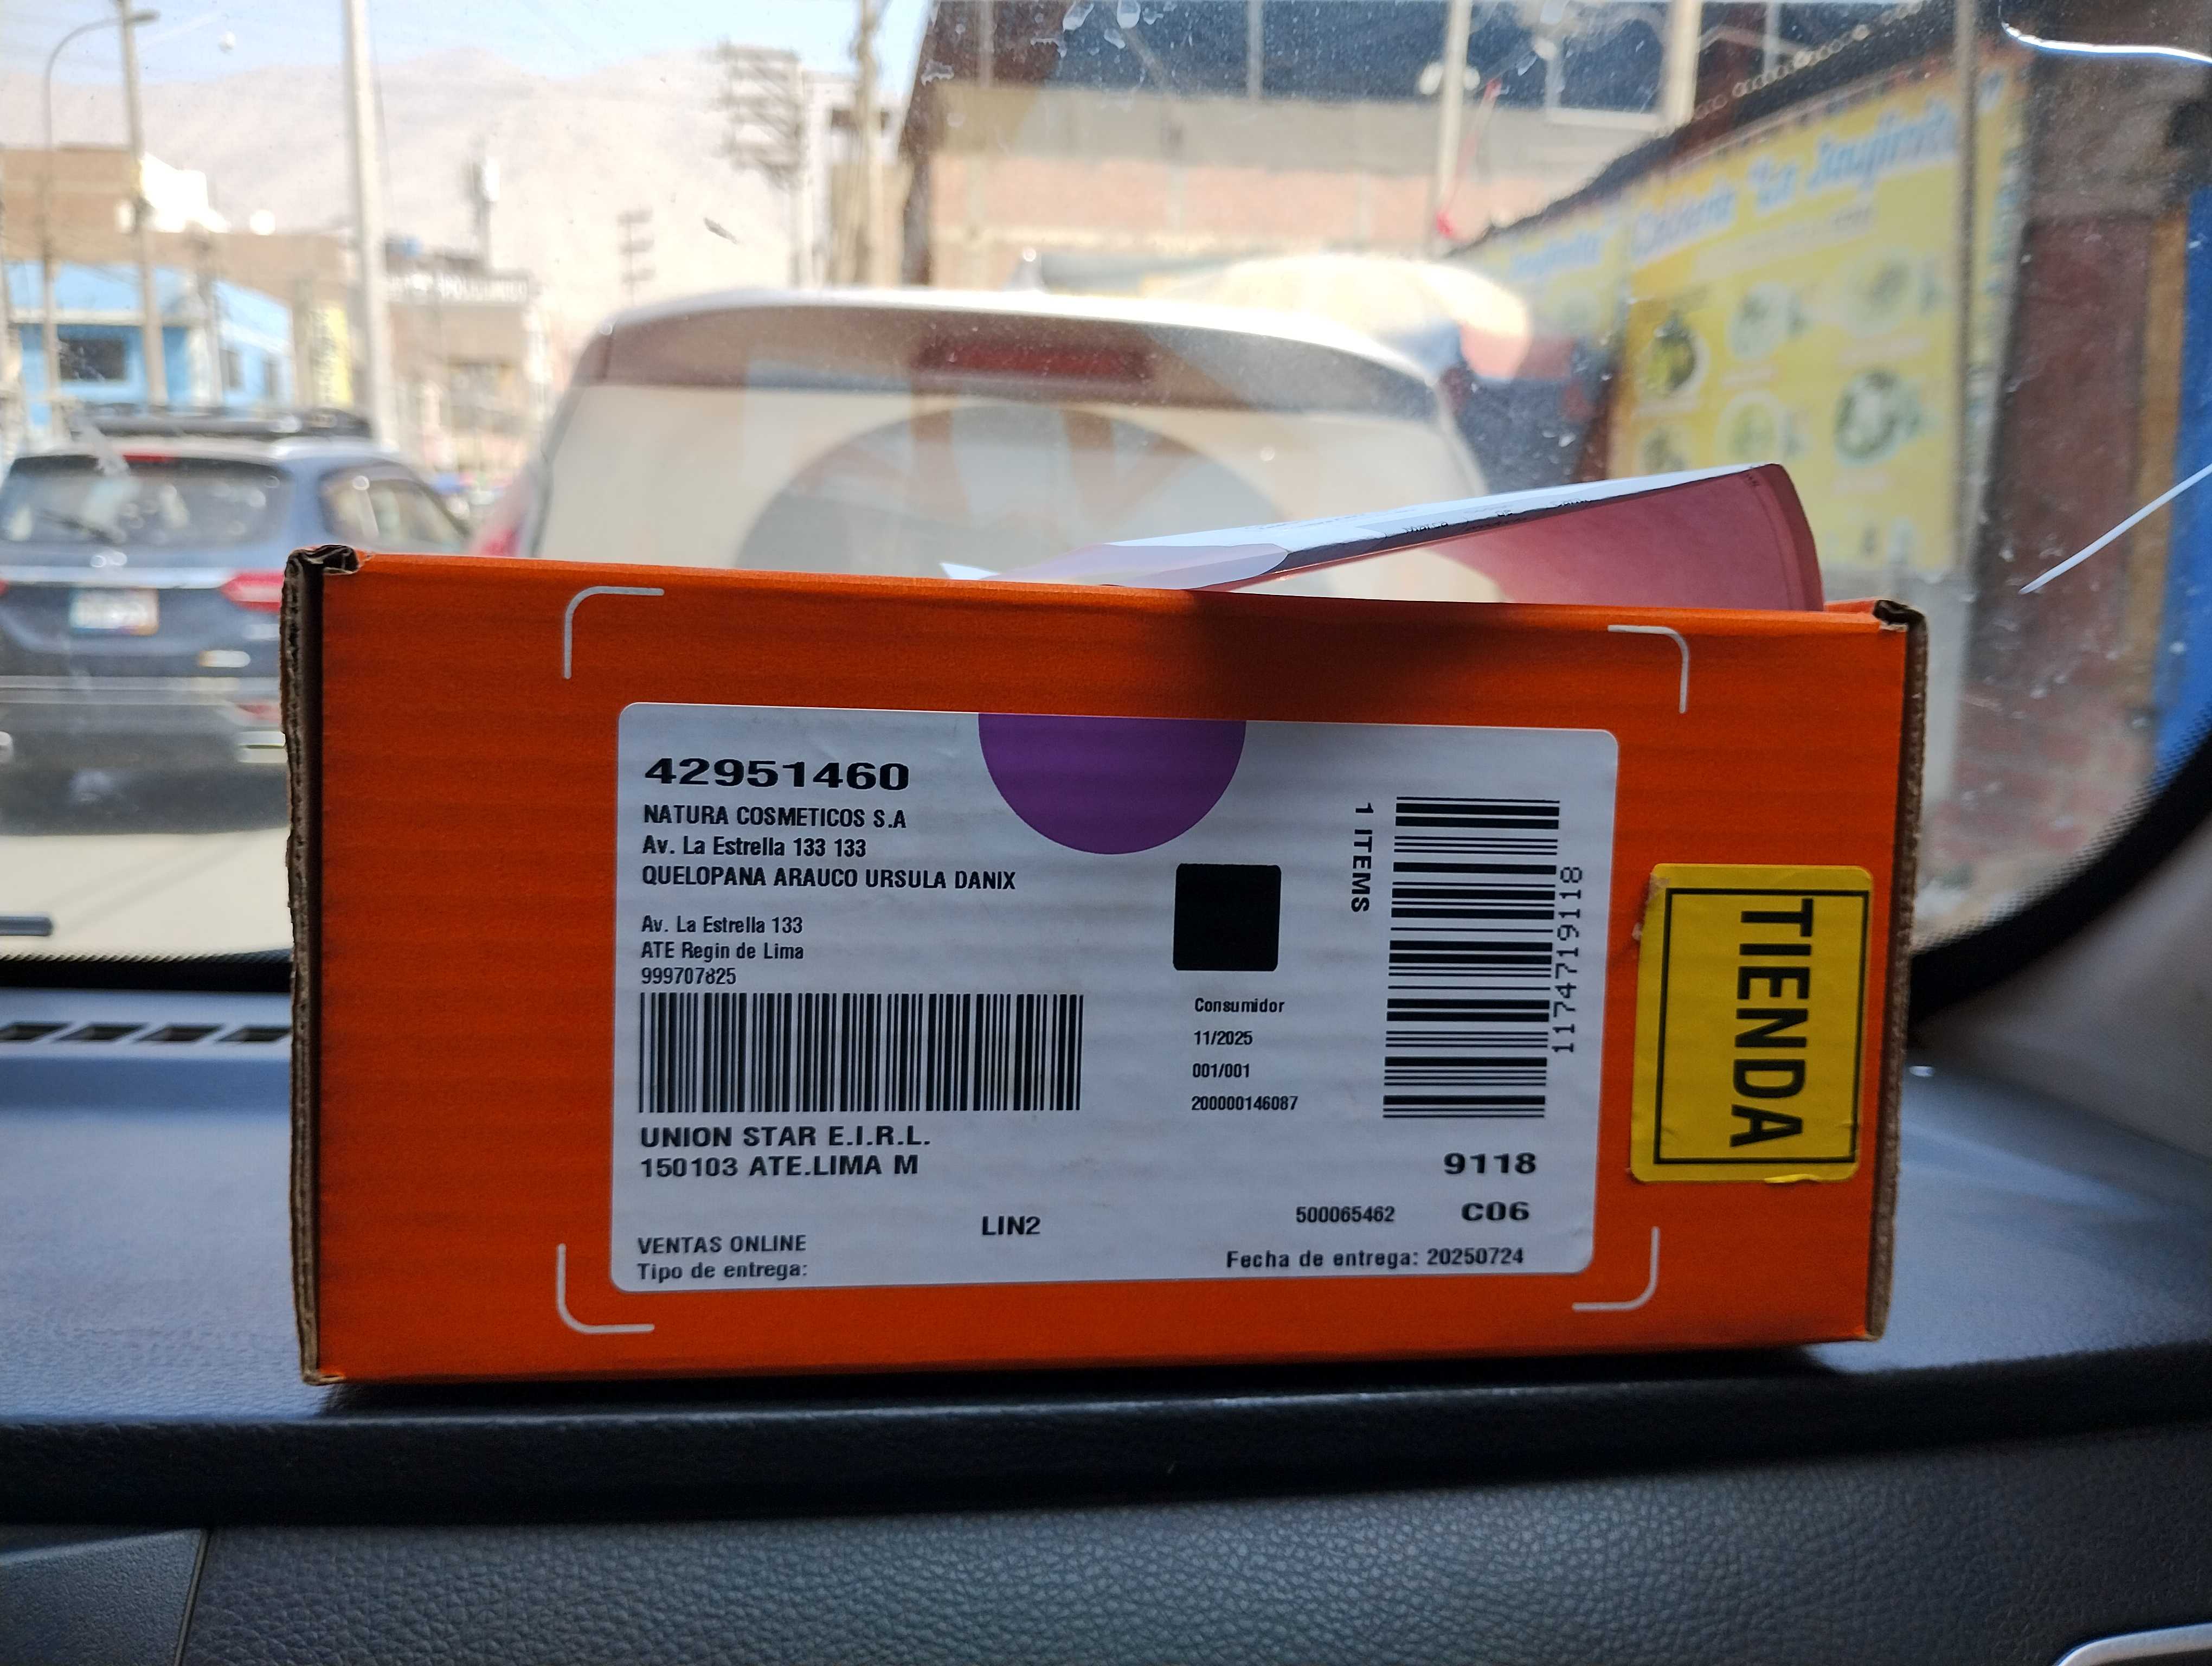 42951460
NATURA COSMETICOS S.A
Av. La Estrella 133 133
QUELOPANA ARAUCO URSULA DANIX
Av. La Estrella 133
ATE Regin de Lima
999707825
UNION STAR E.I.R.L.
150103 ATE.LIMA M
LIN2
VENTAS ONLINE
Tipo de entrega:
Consumidor
11/2025
001/001
200000146087
1 ITEMS
1174719118
9118
500065462 C06
Fecha de entrega: 20250724
TIENDA